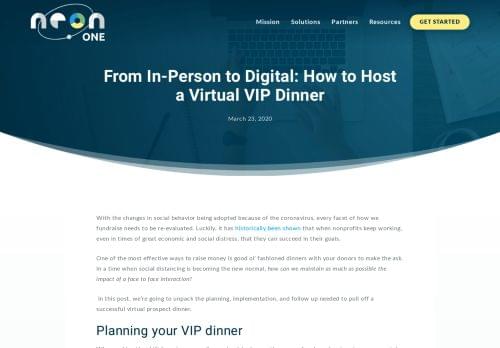 neon
ONE
Mission Solutions Partners Resources GET STARTED
From In-Person to Digital: How to Host
a Virtual VIP Dinner
March 23, 2020
With the changes in social behavior being adopted because of the coronavirus, every facet of how we
fundraise needs to be re-evaluated. Luckily, it has historically been shown that when nonprofits keep working,
even in times of great economic and social distress, that they can succeed in their goals.
One of the most effective ways to raise money is good ol' fashioned dinners with your donors to make the ask.
In a time when social distancing is becoming the new normal, how can we maintain as much as possible the
impact of a face to face interaction?
In this post, we're going to unpack the planning, implementation, and follow up needed to pull off a
successful virtual prospect dinner.
Planning your VIP dinner